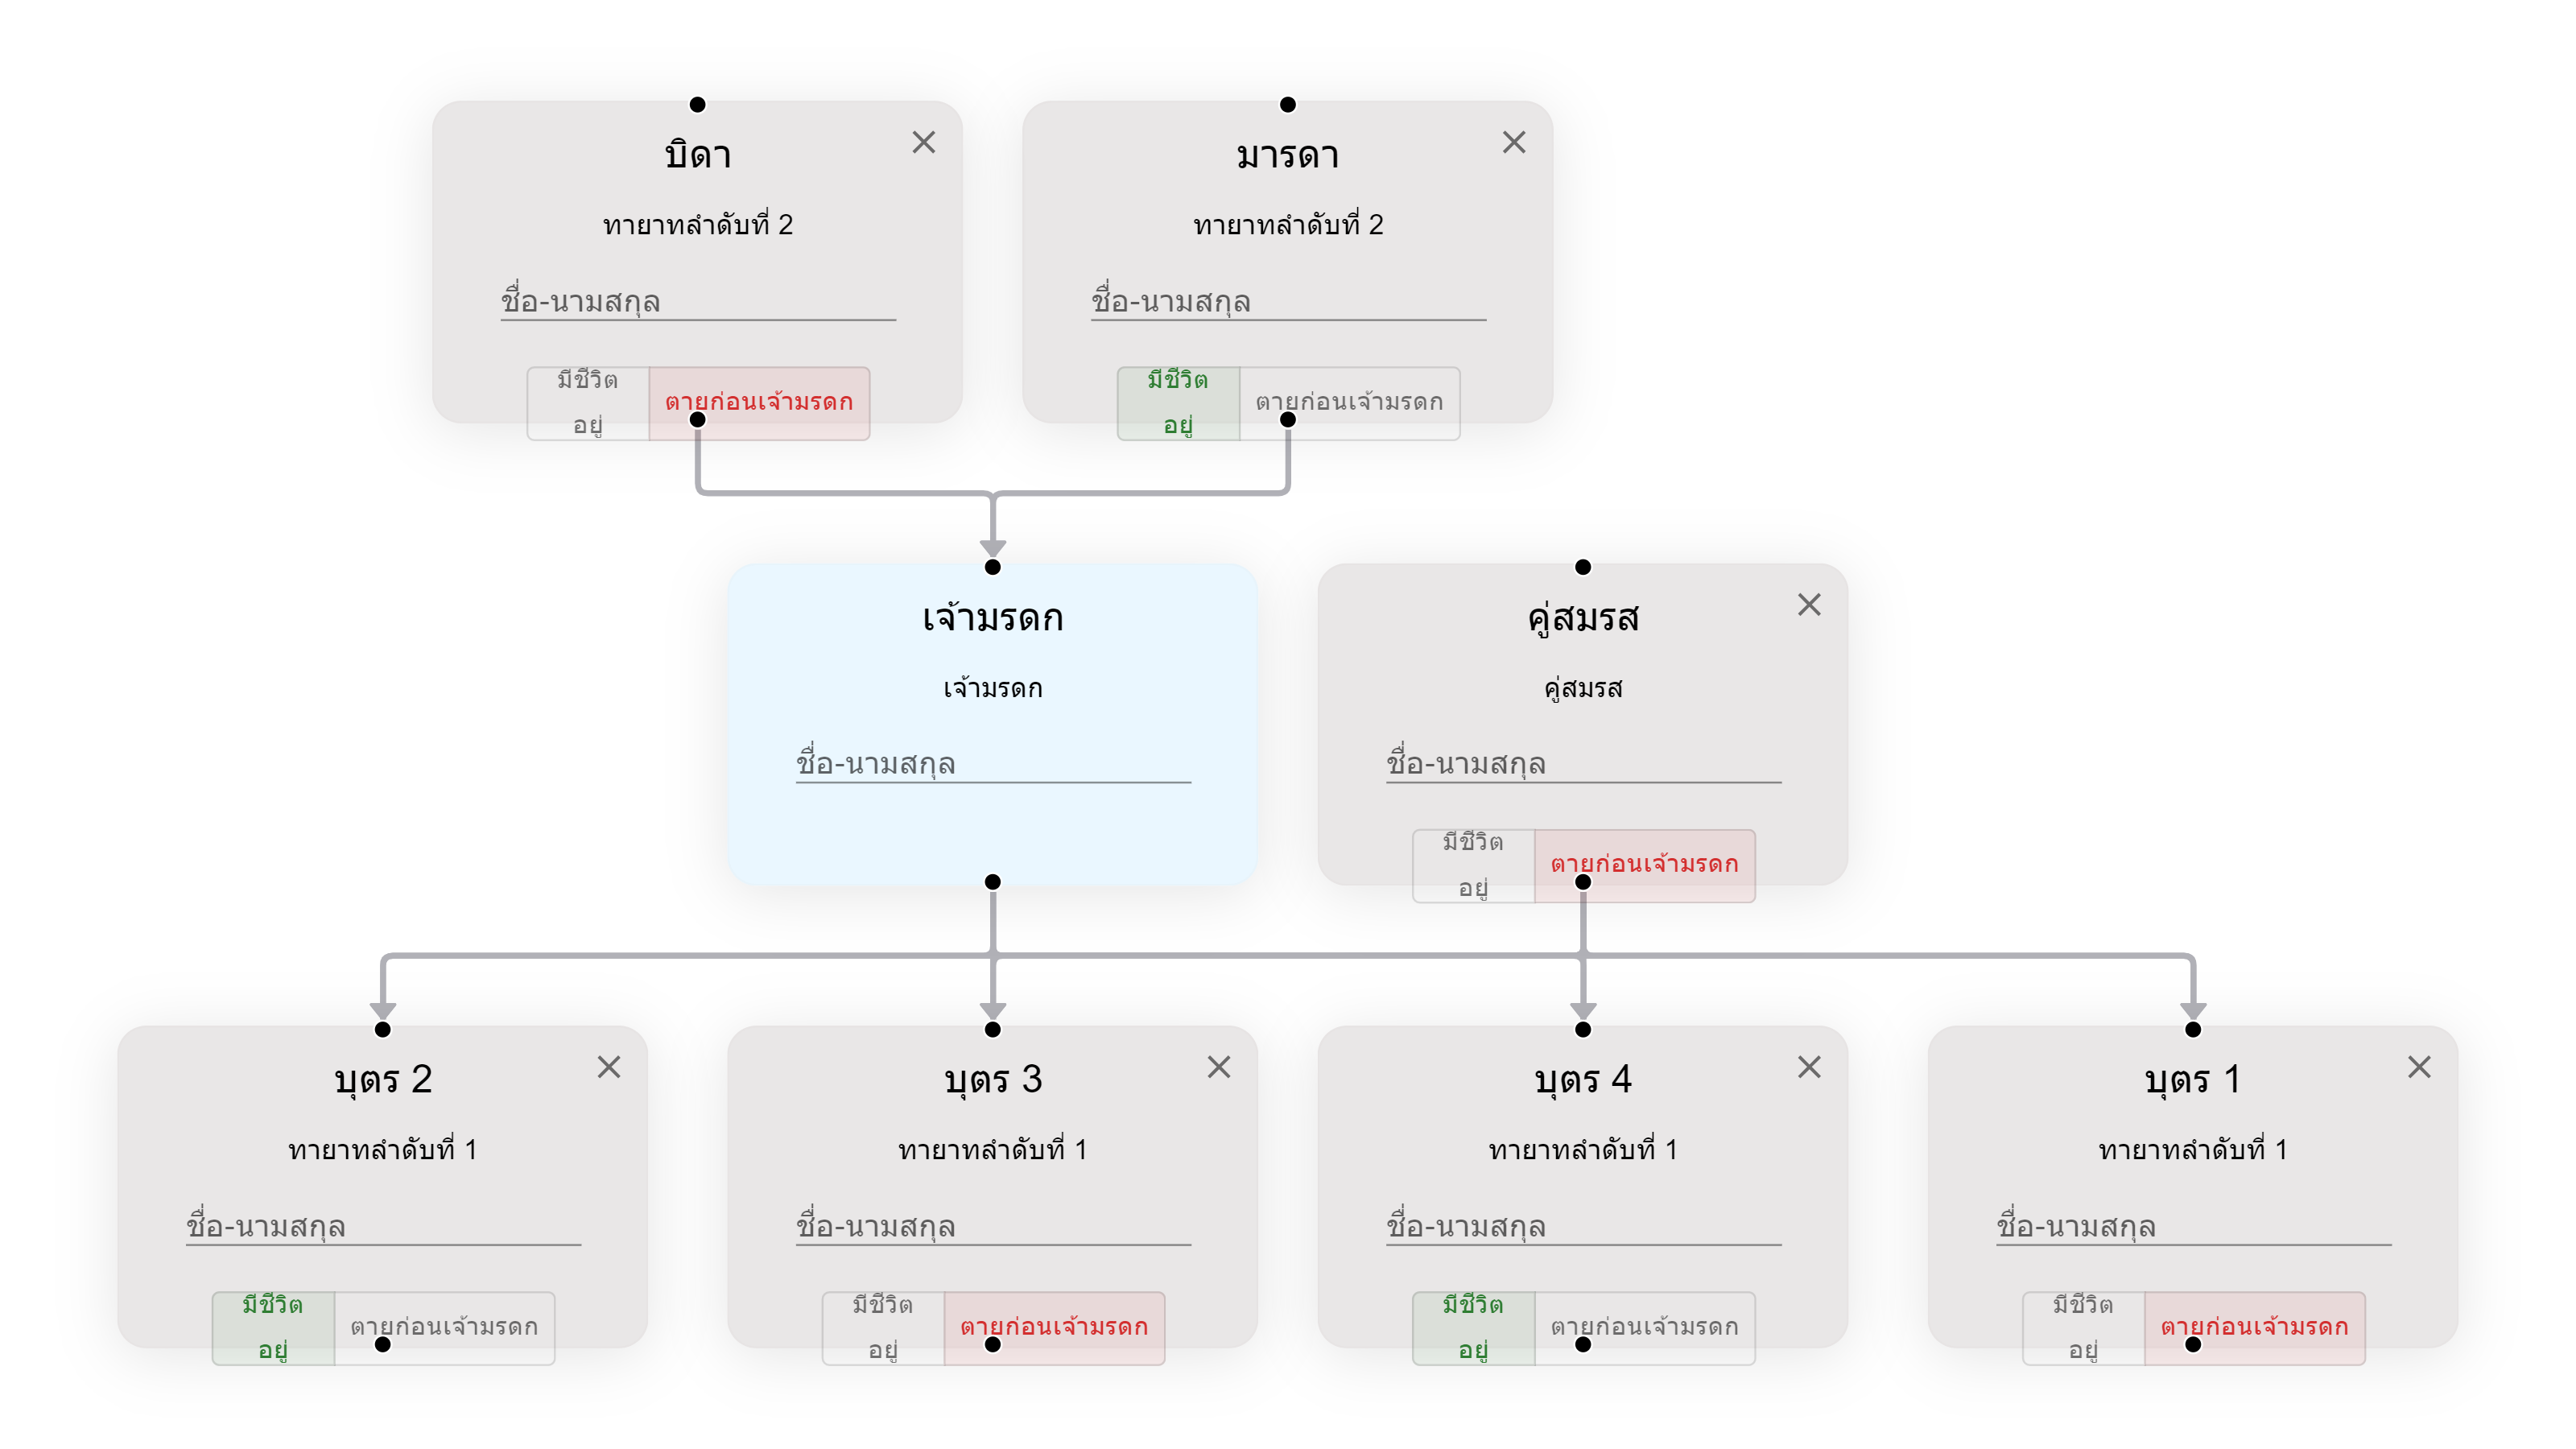 บิดา
ทายาทลำดับที่ 2
ชื่อ-นามสกุล
มีชีวิต
อยู่
ตายก่อนเจ้ามรดก
มารดา
ทายาทลำดับที่ 2
ชื่อ-นามสกุล
มีชีวิต
อยู่
ตายก่อนเจ้ามรดก
เจ้ามรดก
เจ้ามรดก
ชื่อ-นามสกุล
คู่สมรส
คู่สมรส
ชื่อ-นามสกุล
มีชีวิต
อยู่
ตายก่อนเจ้ามรดก
บุตร 2
ทายาทลำดับที่ 1
ชื่อ-นามสกุล
มีชีวิต
อยู่
ตายก่อนเจ้ามรดก
บุตร 3
ทายาทลำดับที่ 1
ชื่อ-นามสกุล
มีชีวิต
อยู่
ตายก่อนเจ้ามรดก
บุตร 4
ทายาทลำดับที่ 1
ชื่อ-นามสกุล
มีชีวิต
อยู่
ตายก่อนเจ้ามรดก
บุตร 1
ทายาทลำดับที่ 1
ชื่อ-นามสกุล
มีชีวิต
อยู่
ตายก่อนเจ้ามรดก